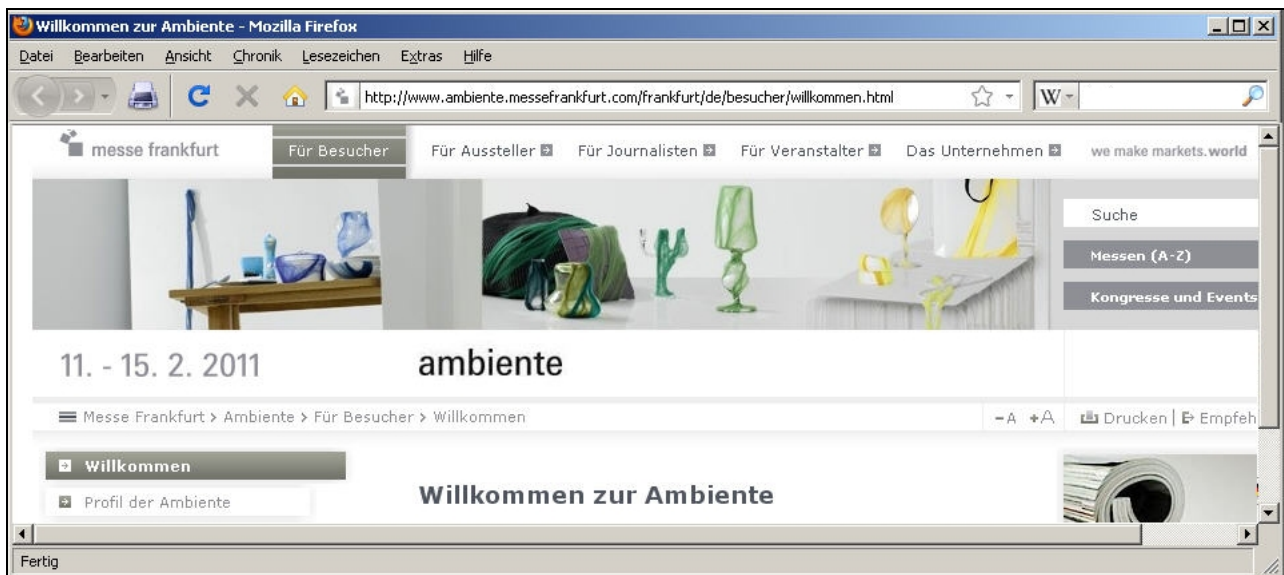 Willkommen zur Ambiente - Mozilla Firefox
Datei Bearbeiten Ansicht Chronik Lesezeichen Extras Hilfe
http://www.ambiente.messefrankfurt.com/frankfurt/de/besucher/willkommen.html W
messe frankfurt Für Besucher Für Aussteller Für Journalisten Für Veranstalter Das Unternehmen we make markets.world
Suche
Messen (A-Z)
Kongresse und Events
11. - 15. 2. 2011 ambiente
Messe Frankfurt > Ambiente > Für Besucher > Willkommen -A +A Drucken | Empfeh
Willkommen
Profil der Ambiente
Willkommen zur Ambiente
Fertig